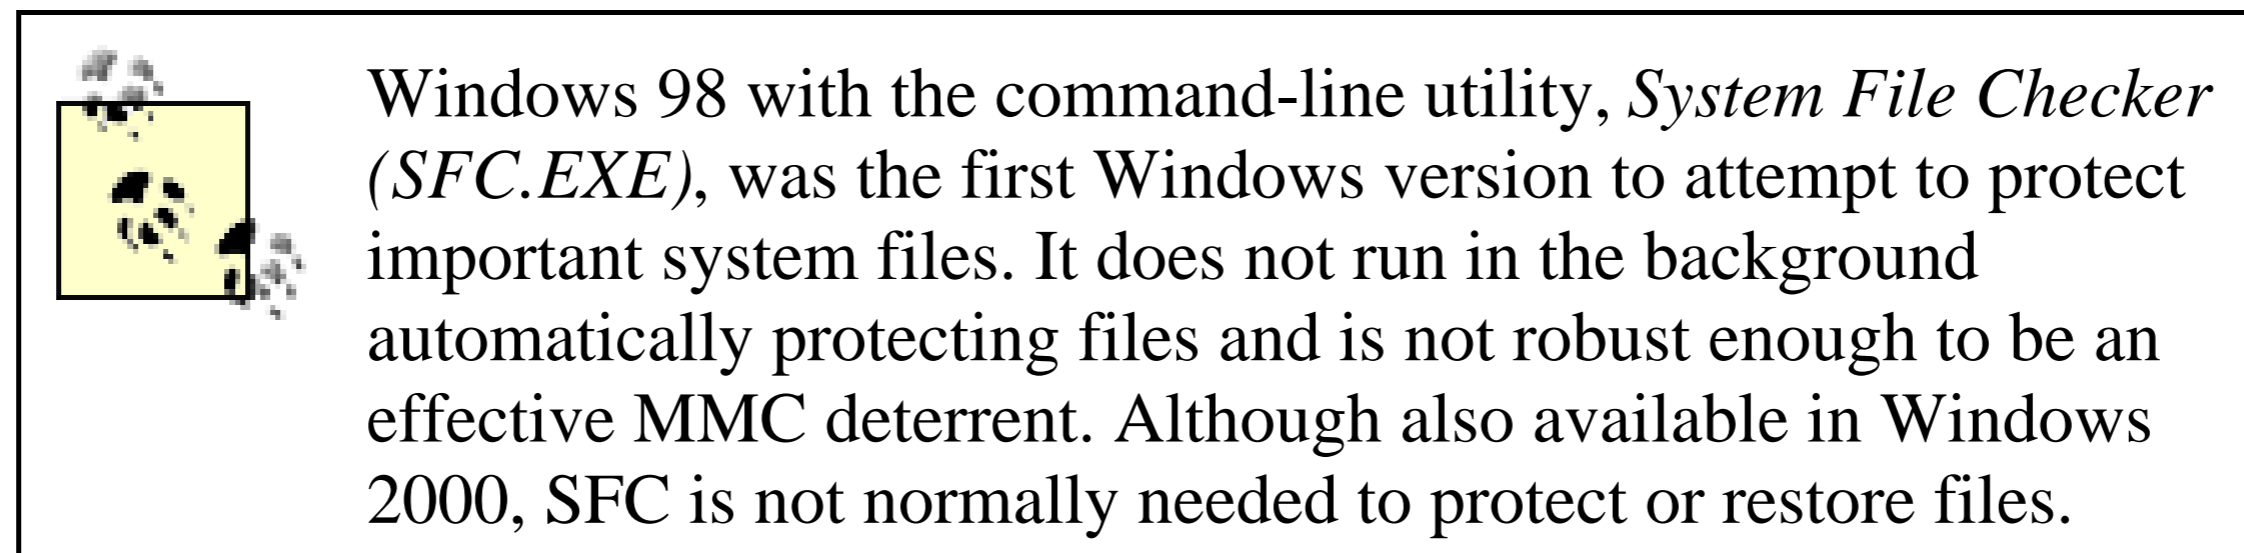 Windows 98 with the command-line utility, System File Checker
(SFC.EXE), was the first Windows version to attempt to protect
important system files. It does not run in the background
automatically protecting files and is not robust enough to be an
effective MMC deterrent. Although also available in Windows
2000, SFC is not normally needed to protect or restore files.